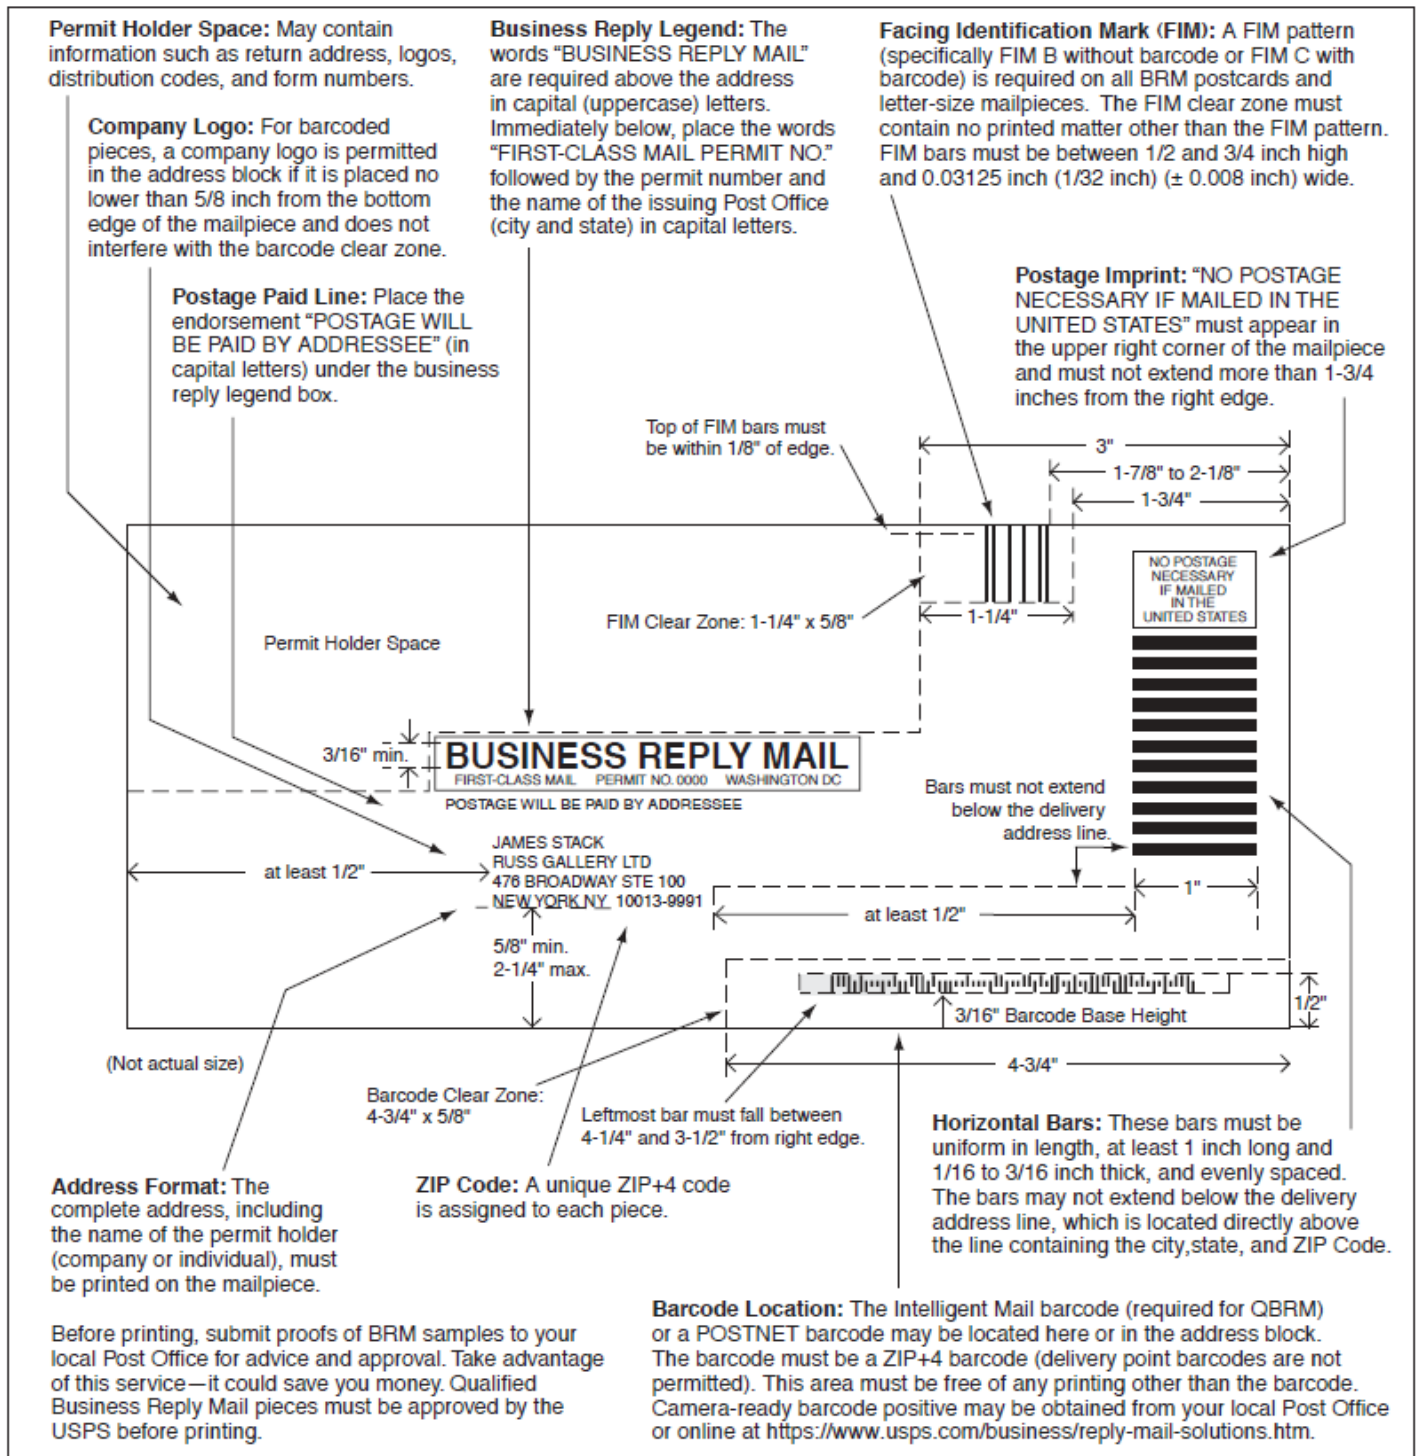 Permit Holder Space: May contain
information such as return address, logos,
distribution codes, and form numbers.
Company Logo: For barcoded
pieces, a company logo is permitted
in the address block if it is placed no
lower than 5/8 inch from the bottom
edge of the mailpiece and does not
interfere with the barcode clear zone.
Postage Paid Line: Place the
endorsement “POSTAGE WILL
BE PAID BY ADDRESSEE” (in
capital letters) under the business
reply legend box.
Business Reply Legend: The
words “BUSINESS REPLY MAIL”
are required above the address
in capital (uppercase) letters.
Immediately below, place the words
“FIRST-CLASS MAIL PERMIT NO.”
followed by the permit number and
the name of the issuing Post Office
(city and state) in capital letters.
Facing Identification Mark (FIM): A FIM pattern
(specifically FIM B without barcode or FIM C with
barcode) is required on all BRM postcards and
letter-size mailpieces. The FIM clear zone must
contain no printed matter other than the FIM pattern.
FIM bars must be between 1/2 and 3/4 inch high
and 0.03125 inch (1/32 inch) (± 0.008 inch) wide.
Postage Imprint: “NO POSTAGE
NECESSARY IF MAILED IN THE
UNITED STATES” must appear in
the upper right corner of the mailpiece
and must not extend more than 1-3/4
inches from the right edge.
Top of FIM bars must
be within 1/8" of edge.
3"
1-7/8" to 2-1/8"
1-3/4"
NO POSTAGE
NECESSARY
IF MAILED
IN THE
UNITED STATES
FIM Clear Zone: 1-1/4" x 5/8"
1-1/4"
Permit Holder Space
3/16" min.
BUSINESS REPLY MAIL
FIRST-CLASS MAIL PERMIT NO. 0000 WASHINGTON DC
POSTAGE WILL BE PAID BY ADDRESSEE
Bars must not extend
below the delivery
address line.
JAMES STACK
RUSS GALLERY LTD
476 BROADWAY STE 100
NEW YORK NY 10013-9991
at least 1/2"
1"
at least 1/2"
5/8" min.
2-1/4" max.
1/2"
3/16" Barcode Base Height
(Not actual size)
4-3/4"
Barcode Clear Zone:
4-3/4" x 5/8"
Leftmost bar must fall between
4-1/4" and 3-1/2" from right edge.
Horizontal Bars: These bars must be
uniform in length, at least 1 inch long and
1/16 to 3/16 inch thick, and evenly spaced.
The bars may not extend below the delivery
address line, which is located directly above
the line containing the city,state, and ZIP Code.
Address Format: The
complete address, including
the name of the permit holder
(company or individual), must
be printed on the mailpiece.
ZIP Code: A unique ZIP+4 code
is assigned to each piece.
Before printing, submit proofs of BRM samples to your
local Post Office for advice and approval. Take advantage
of this service—it could save you money. Qualified
Business Reply Mail pieces must be approved by the
USPS before printing.
Barcode Location: The Intelligent Mail barcode (required for QBRM)
or a POSTNET barcode may be located here or in the address block.
The barcode must be a ZIP+4 barcode (delivery point barcodes are not
permitted). This area must be free of any printing other than the barcode.
Camera-ready barcode positive may be obtained from your local Post Office
or online at https://www.usps.com/business/reply-mail-solutions.htm.